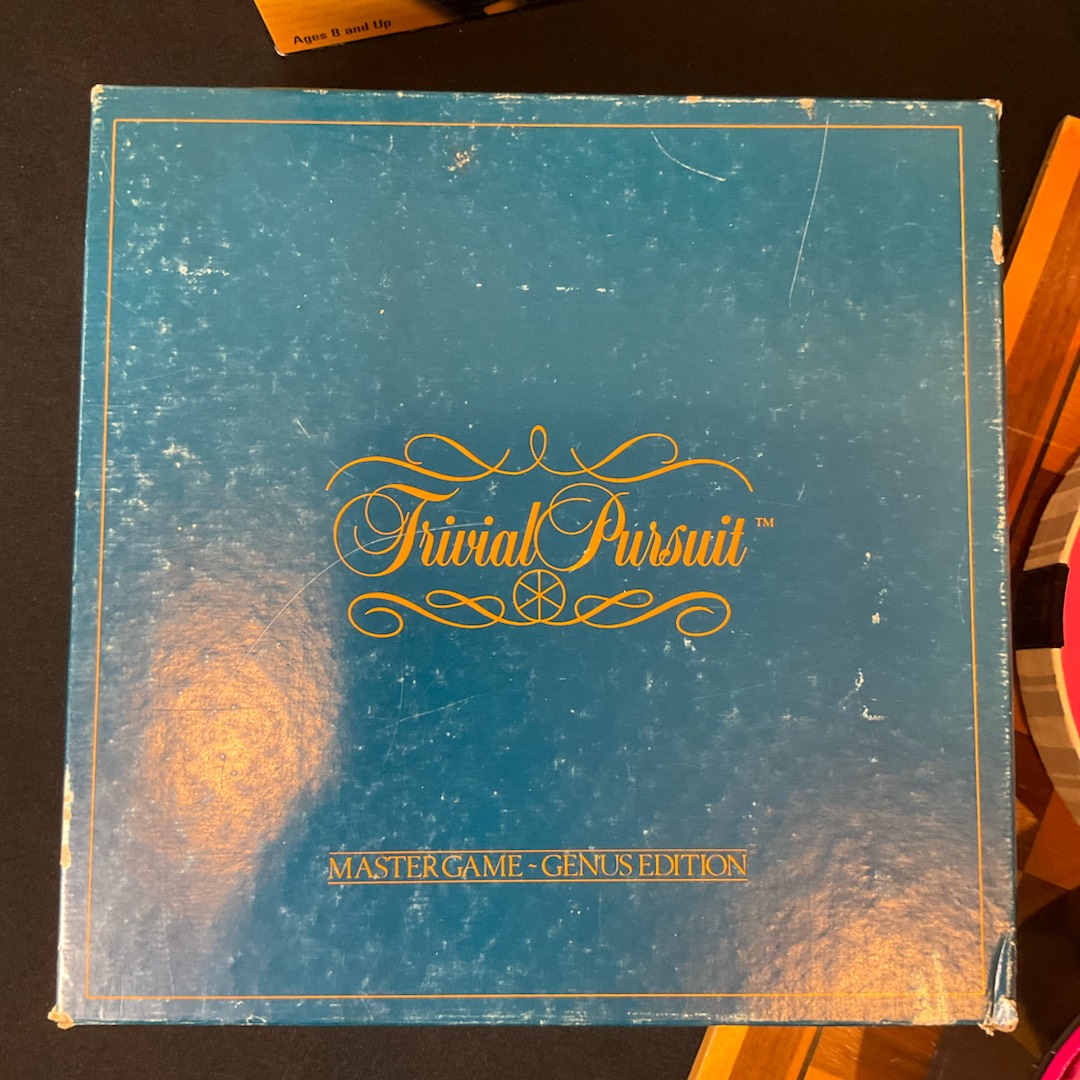 Ages 8 and Up
Trivial Pursuit™
MASTER GAME ~ GENUS EDITION